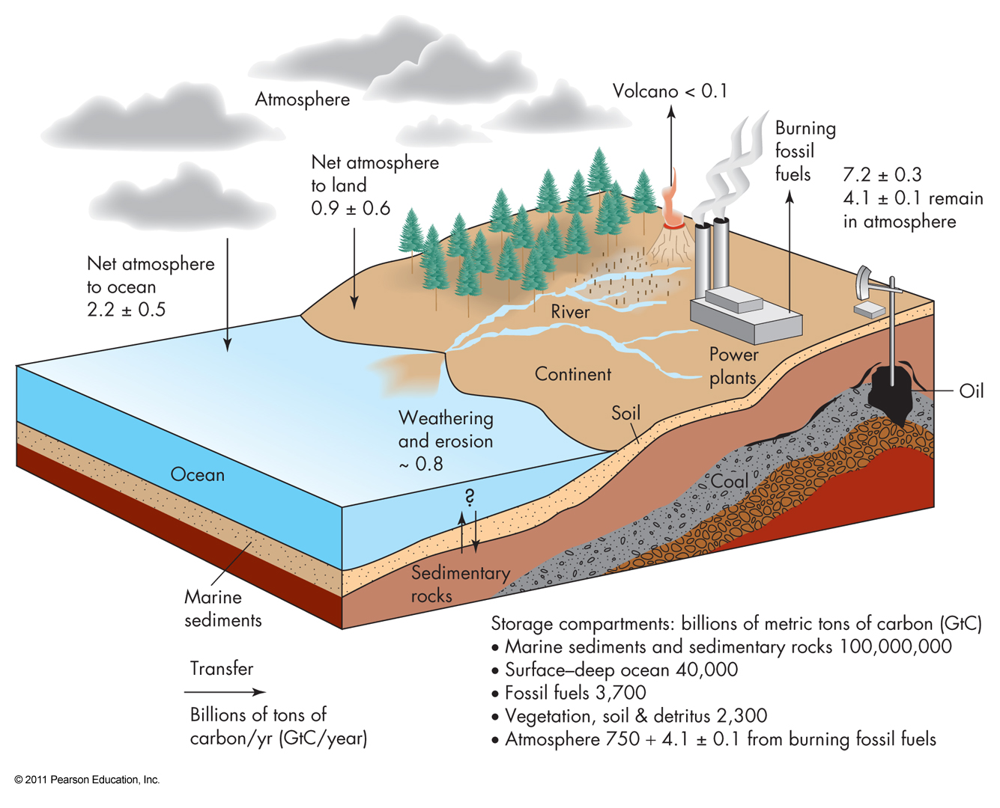 Atmosphere
Volcano < 0.1
Burning
fossil
fuels
7.2 ± 0.3
4.1 ± 0.1 remain
in atmosphere
Net atmosphere
to land
0.9 ± 0.6
Net atmosphere
to ocean
2.2 ± 0.5
River
Power
plants
Continent
Oil
Soil
Weathering
and erosion
~ 0.8
Ocean
Coal
?
Sedimentary
rocks
Marine
sediments
Storage compartments: billions of metric tons of carbon (GtC)
• Marine sediments and sedimentary rocks 100,000,000
• Surface–deep ocean 40,000
• Fossil fuels 3,700
• Vegetation, soil & detritus 2,300
• Atmosphere 750 + 4.1 ± 0.1 from burning fossil fuels
Transfer
Billions of tons of
carbon/yr (GtC/year)
© 2011 Pearson Education, Inc.